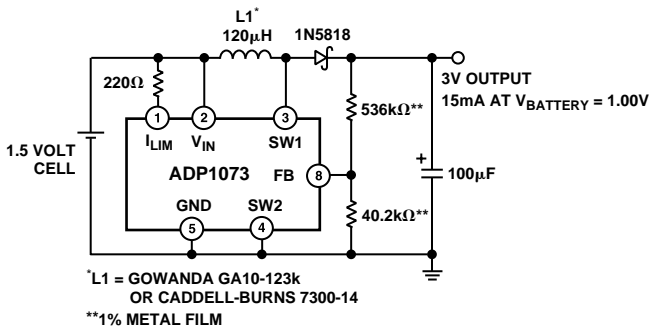 L1*
120μH
1N5818
220Ω
3V OUTPUT
15mA AT VBATTERY = 1.00V
536kΩ**
1
2
3
ILIM
VIN
SW1
1.5 VOLT
CELL
ADP1073
FB
8
+
100μF
GND
SW2
40.2kΩ**
5
4
*L1 = GOWANDA GA10-123k
OR CADDELL-BURNS 7300-14
**1% METAL FILM